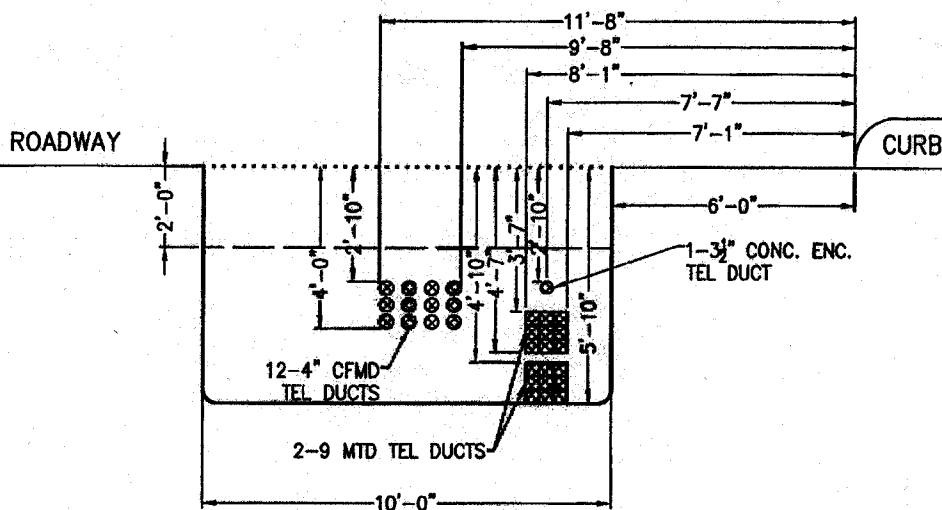 11'-8"
9'-8"
8'-1"
7'-7"
7'-1"
ROADWAY
CURB
2'-0"
4'-0"
2'-10"
4'-10"
4'-7"
3'-7"
2'-10"
5'-10"
6'-0"
1-3½" CONC. ENC.
TEL DUCT
12-4" CFMD
TEL DUCTS
2-9 MTD TEL DUCTS
10'-0"